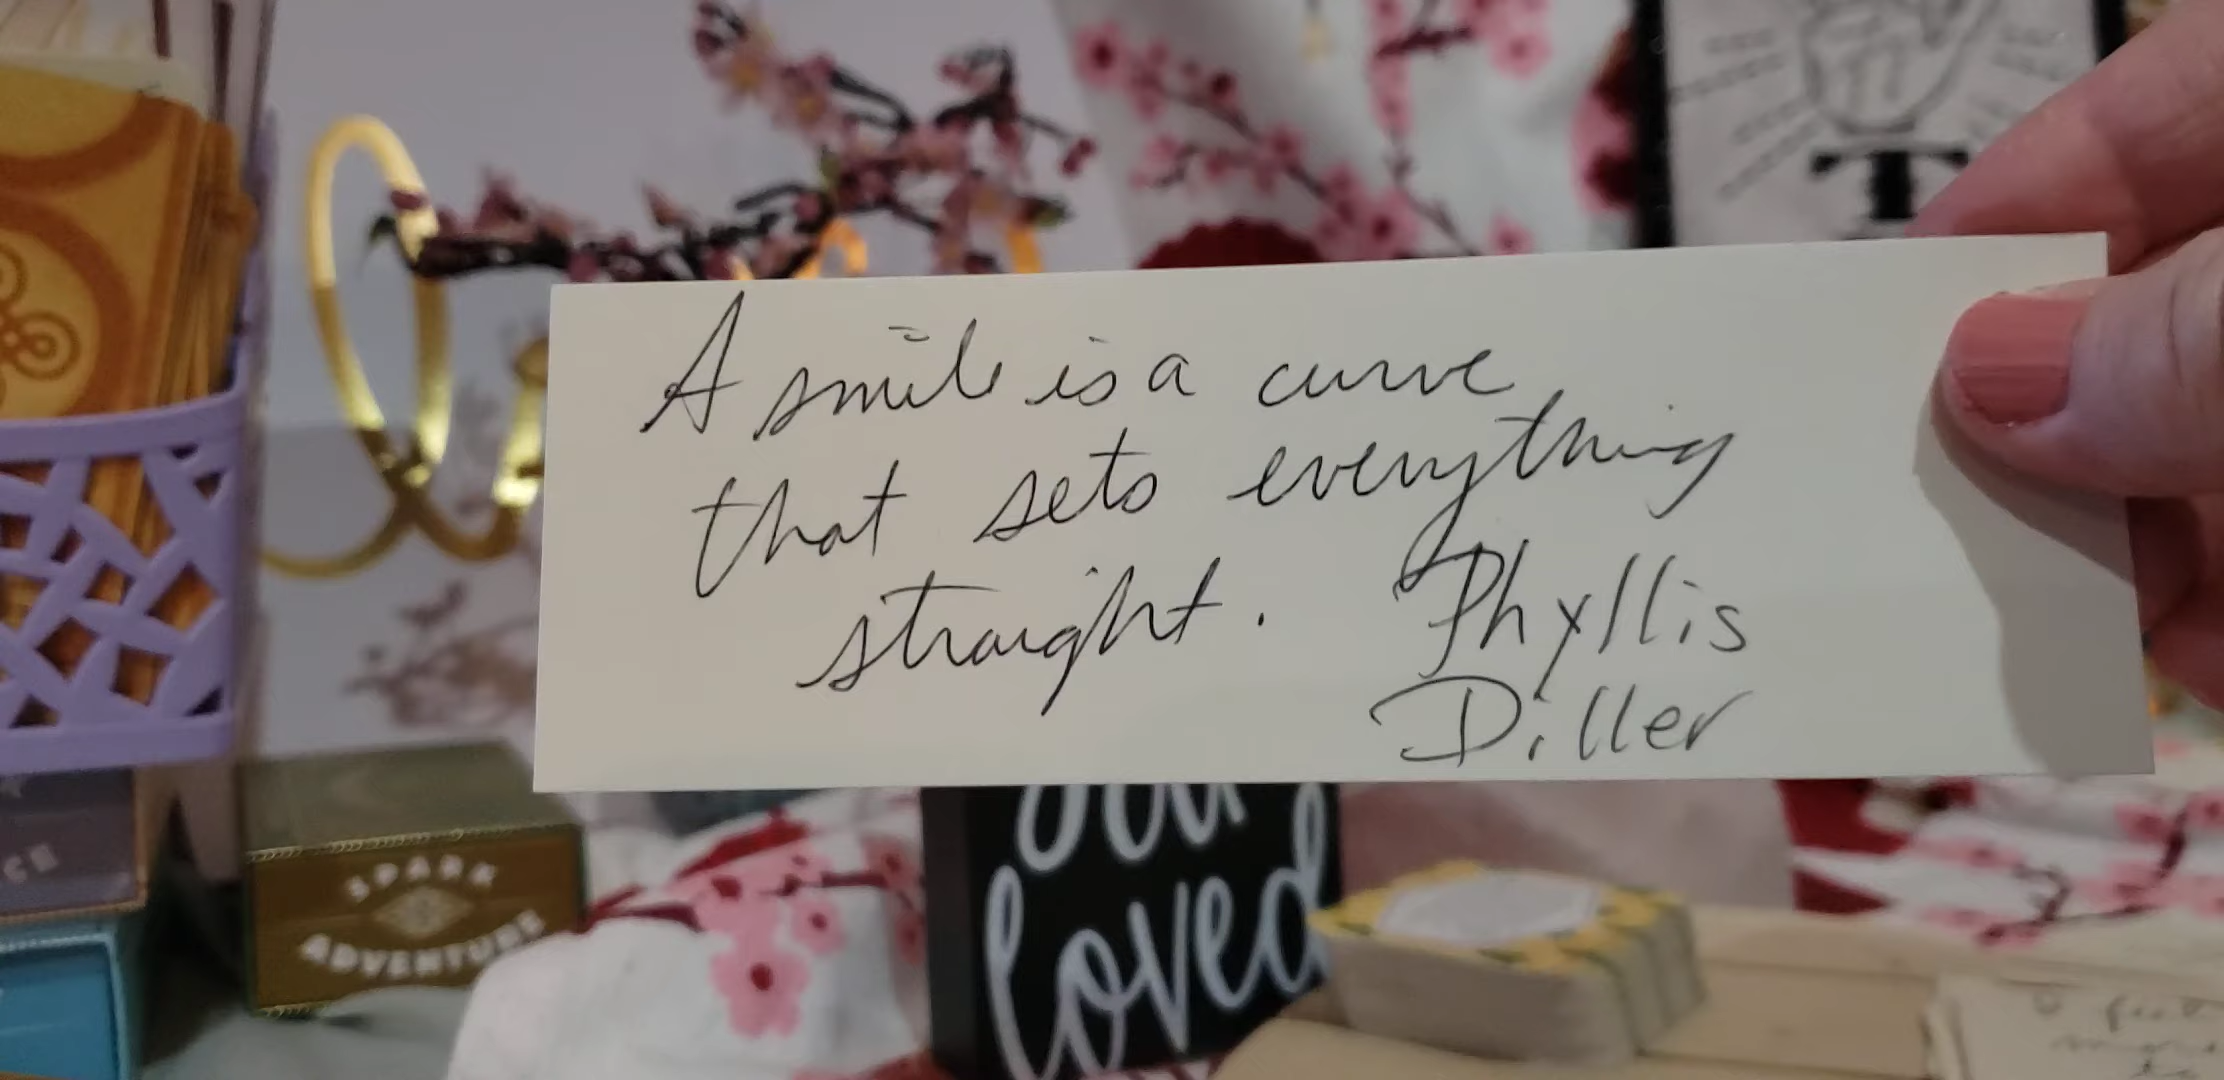 A smile is a curve
that sets everything
straight. Phyllis
Diller
SPARK
ADVENTURE
loved